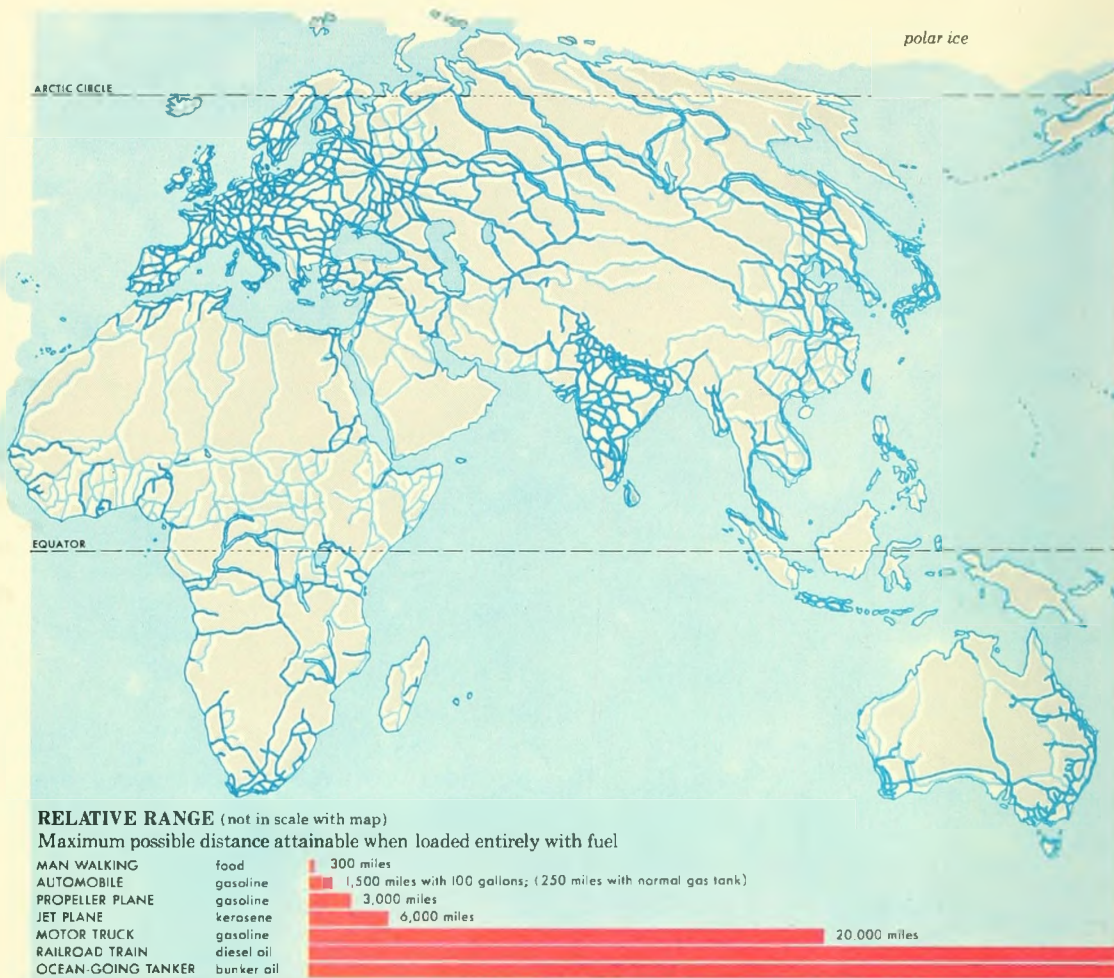 polar ice
ARCTIC CIRCLE
EQUATOR
RELATIVE RANGE (not in scale with map)
Maximum possible distance attainable when loaded entirely with fuel
MAN WALKING food 300 miles
AUTOMOBILE gasoline 1,500 miles with 100 gallons; (250 miles with normal gas tank)
PROPELLER PLANE gasoline 3,000 miles
JET PLANE kerosene 6,000 miles
MOTOR TRUCK gasoline 20,000 miles
RAILROAD TRAIN diesel oil
OCEAN-GOING TANKER bunker oil